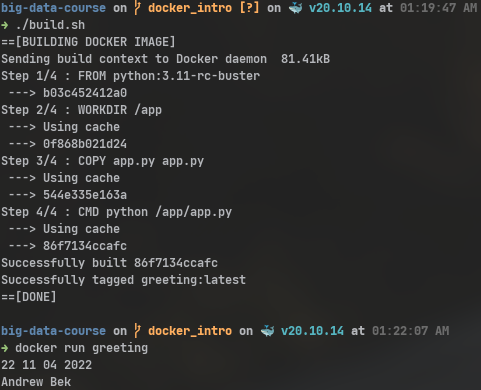 big-data-course on docker_intro [?] on v20.10.14 at 01:19:47 AM
→ ./build.sh
==[BUILDING DOCKER IMAGE]
Sending build context to Docker daemon  81.41kB
Step 1/4 : FROM python:3.11-rc-buster
 ---> b03c452412a0
Step 2/4 : WORKDIR /app
 ---> Using cache
 ---> 0f868b021d24
Step 3/4 : COPY app.py app.py
 ---> Using cache
 ---> 544e335e163a
Step 4/4 : CMD python /app/app.py
 ---> Using cache
 ---> 86f7134ccafc
Successfully built 86f7134ccafc
Successfully tagged greeting:latest
==[DONE]
big-data-course on docker_intro on v20.10.14 at 01:22:07 AM
→ docker run greeting
22 11 04 2022
Andrew Bek